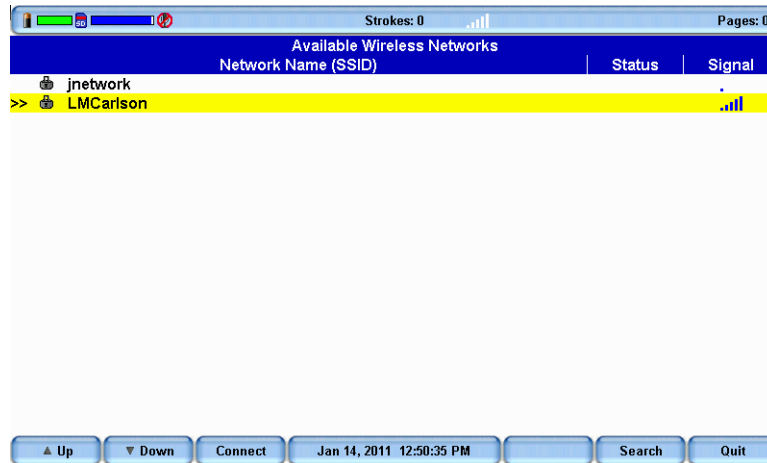 SD Strokes: 0 Pages: 0
Available Wireless Networks
Network Name (SSID) Status Signal
jnetwork
>> LMCarlson
▲ Up ▼ Down Connect Jan 14, 2011 12:50:35 PM Search Quit